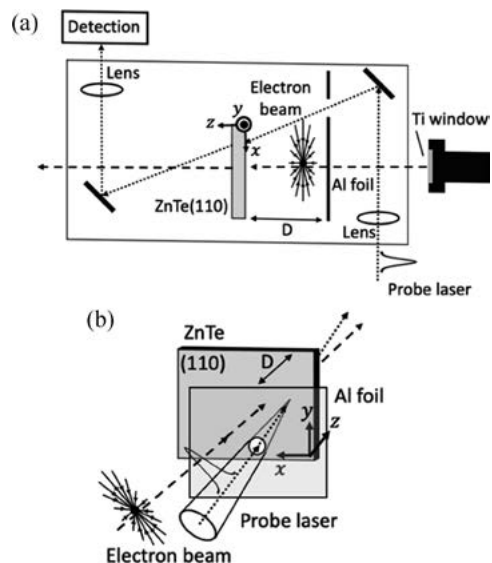 (a)
Detection
Lens
Electron
beam
y
z
x
Ti window
ZnTe(110)
D
Al foil
Lens
Probe laser
(b)
ZnTe
(110)
D
Al foil
y
z
x
Probe laser
Electron beam